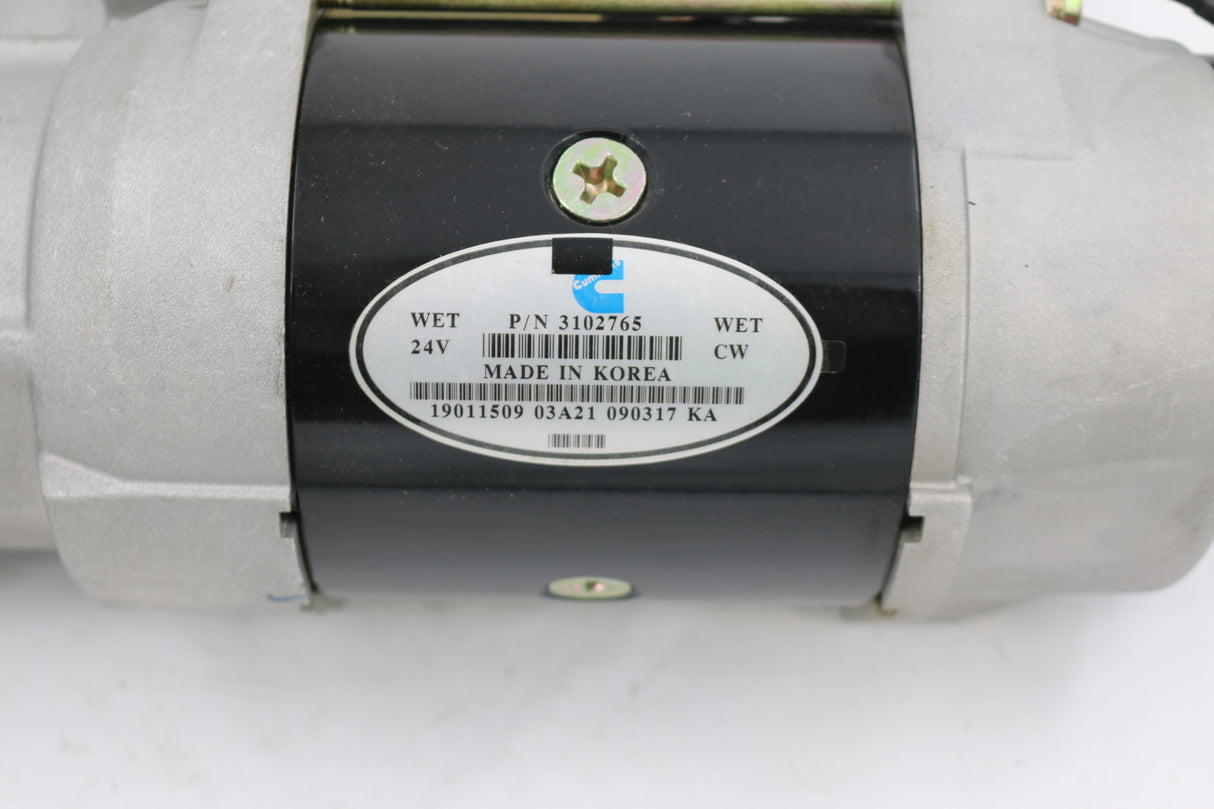 WET P/N 3102765 WET
24V CW
MADE IN KOREA
19011509 03A21 090317 KA